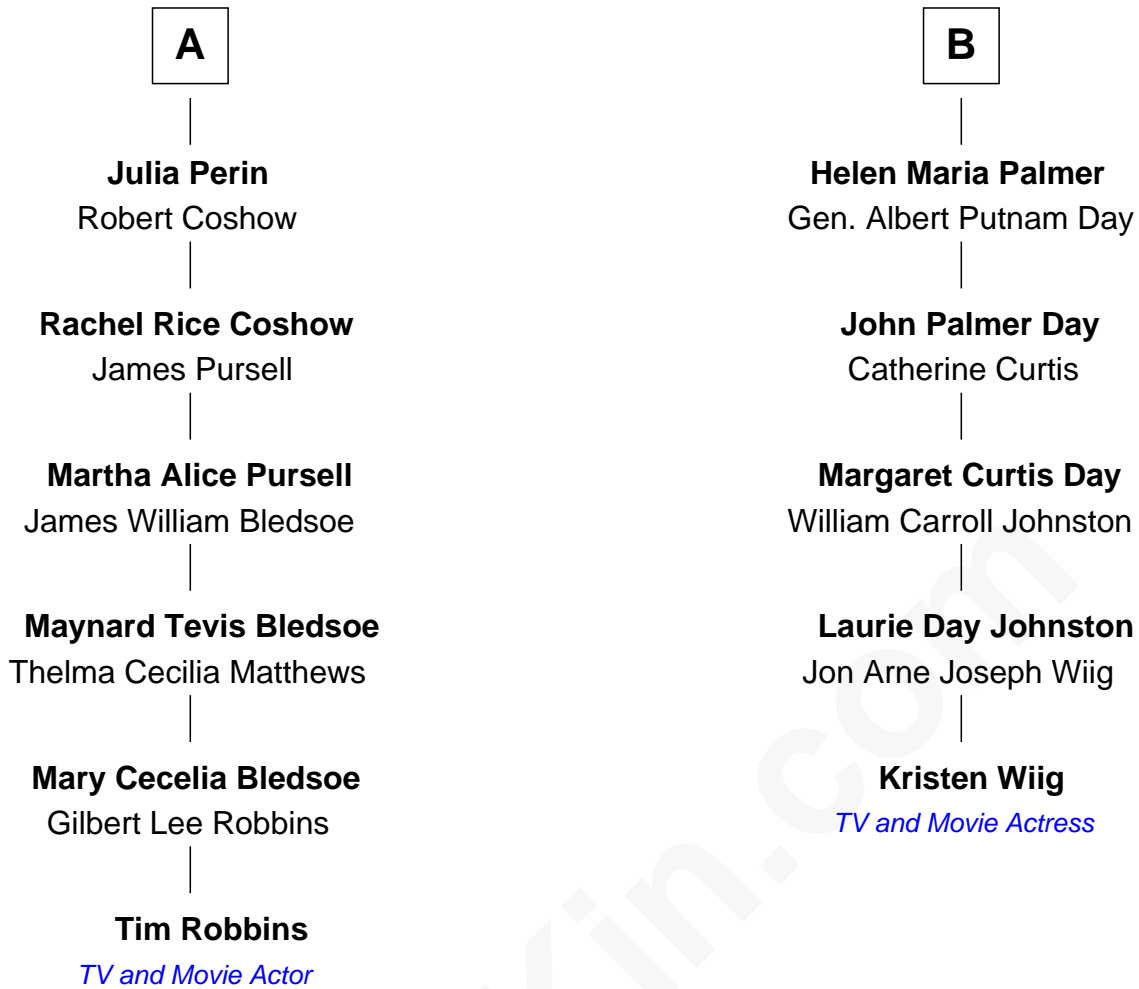 A
Julia Perin
Robert Coshow
Rachel Rice Coshow
James Pursell
Martha Alice Pursell
James William Bledsoe
Maynard Tevis Bledsoe
Thelma Cecilia Matthews
Mary Cecelia Bledsoe
Gilbert Lee Robbins
Tim Robbins
TV and Movie Actor
B
Helen Maria Palmer
Gen. Albert Putnam Day
John Palmer Day
Catherine Curtis
Margaret Curtis Day
William Carroll Johnston
Laurie Day Johnston
Jon Arne Joseph Wiig
Kristen Wiig
TV and Movie Actress
Kin.com